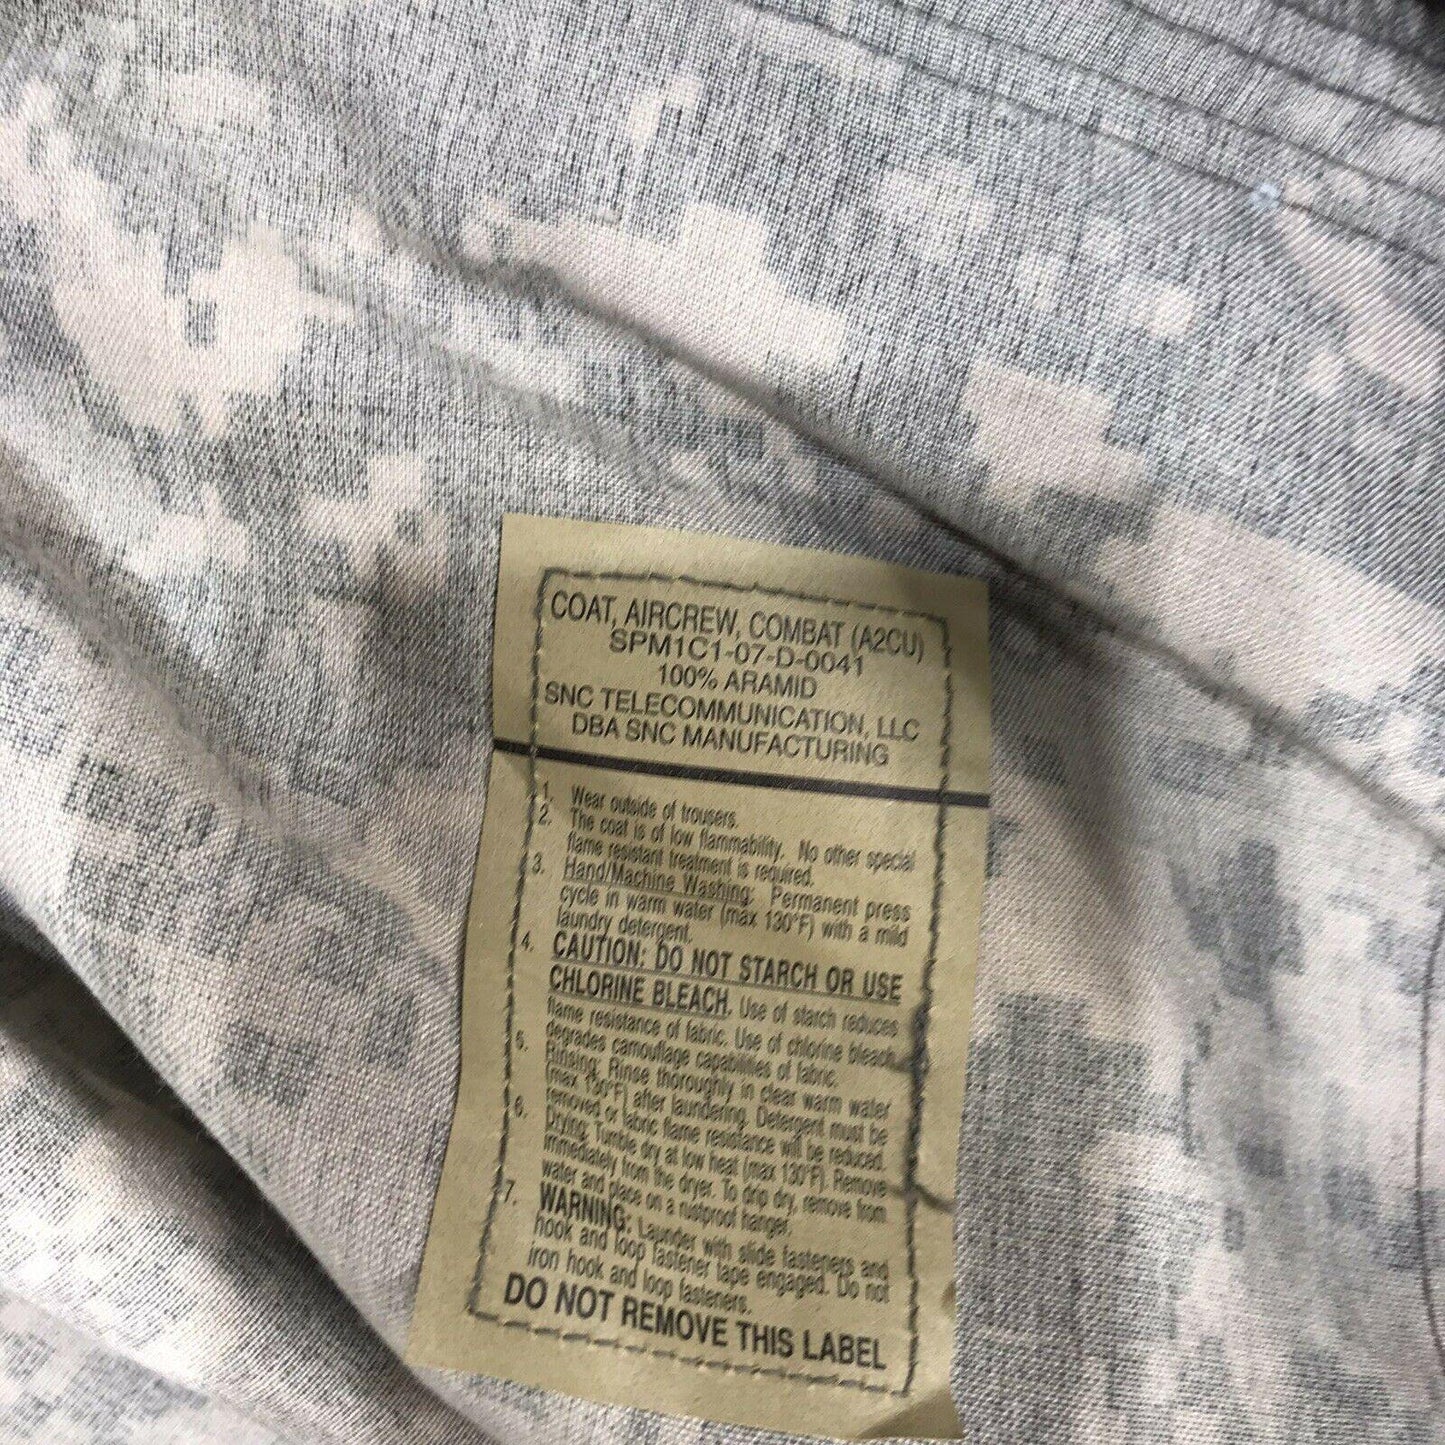 COAT, AIRCREW, COMBAT (A2CU)
SPM1C1-07-D-0041
100% ARAMID
SNC TELECOMMUNICATION, LLC
DBA SNC MANUFACTURING
1. Wear outside of trousers.
2. The coat is of low flammability. No other special
flame resistant treatment is required.
3. Hand/Machine Washing: Permanent press
cycle in warm water (max 130°F) with a mild
laundry detergent.
4. CAUTION: DO NOT STARCH OR USE
CHLORINE BLEACH. Use of starch reduces
flame resistance of fabric. Use of chlorine bleach
degrades camouflage capabilities of fabric.
5. Rinsing: Rinse thoroughly in clear warm water
(max 130°F) after laundering. Detergent must be
removed or fabric flame resistance will be reduced.
6. Drying: Tumble dry at low heat (max 130°F). Remove
immediately from the dryer. To drip dry, remove from
water and place on a rustproof hanger.
7. WARNING: Launder with slide fasteners and
hook and loop fastener tape engaged. Do not
iron hook and loop fasteners.
DO NOT REMOVE THIS LABEL